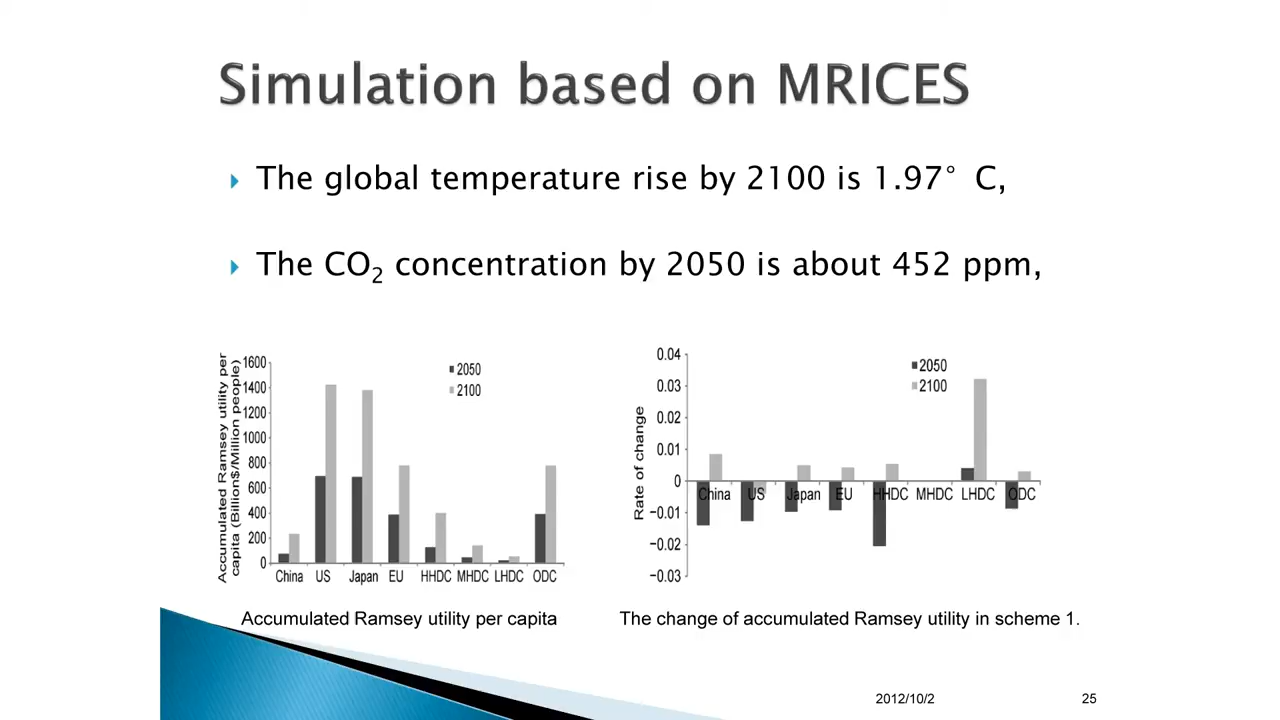 Simulation based on MRICES
The global temperature rise by 2100 is 1.97° C,
The CO2 concentration by 2050 is about 452 ppm,
Accumulated Ramsey utility per
capita (Billion$/Million people)
1600
1400
1200
1000
800
600
400
200
0
2050
2100
China US Japan EU HHDC MHDC LHDC ODC
Accumulated Ramsey utility per capita
Rate of change
0.04
0.03
0.02
0.01
0
−0.01
−0.02
−0.03
2050
2100
China US Japan EU HHDC MHDC LHDC ODC
The change of accumulated Ramsey utility in scheme 1.
2012/10/2
25